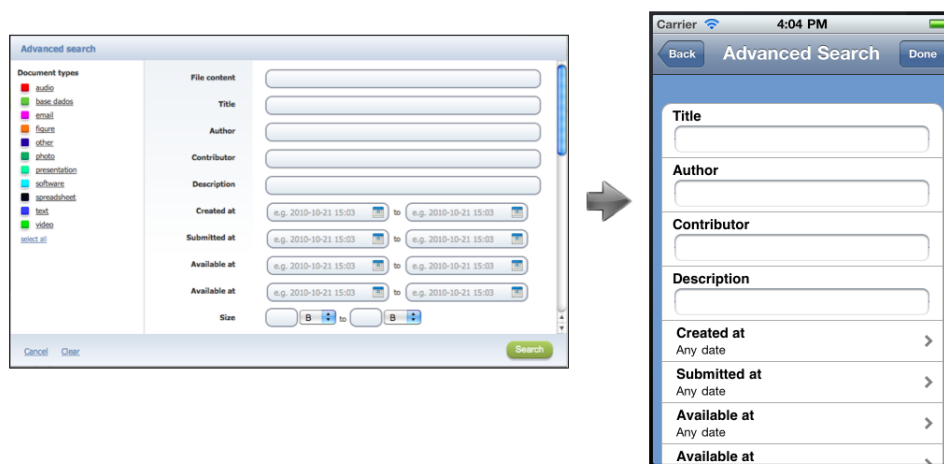 Advanced search
Document types
audio
base dados
email
figure
other
photo
presentation
software
spreadsheet
text
video
select all
File content
Title
Author
Contributor
Description
Created at e.g. 2010-10-21 15:03 to e.g. 2010-10-21 15:03
Submitted at e.g. 2010-10-21 15:03 to e.g. 2010-10-21 15:03
Available at e.g. 2010-10-21 15:03 to e.g. 2010-10-21 15:03
Available at e.g. 2010-10-21 15:03 to e.g. 2010-10-21 15:03
Size B to B
Cancel Clear Search
Carrier 4:04 PM
Back Advanced Search Done
Title
Author
Contributor
Description
Created at
Any date
Submitted at
Any date
Available at
Any date
Available at